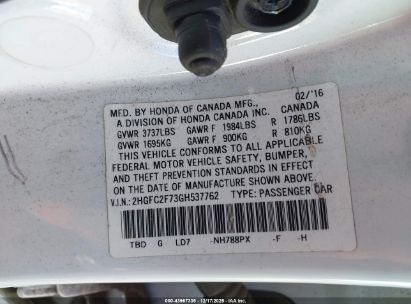 MFD. BY HONDA OF CANADA MFG., 02/'16
A DIVISION OF HONDA CANADA INC. CANADA
GVWR 3737LBS GAWR F 1984LBS R 1786LBS
GVWR 1695KG GAWR F 900KG R 810KG
THIS VEHICLE CONFORMS TO ALL APPLICABLE
FEDERAL MOTOR VEHICLE SAFETY, BUMPER,
AND THEFT PREVENTION STANDARDS IN EFFECT
ON THE DATE OF MANUFACTURE SHOWN ABOVE.
V.I.N.: 2HGFC2F73GH537762 TYPE: PASSENGER CAR
TBD G LD7 -NH788PX -F -H